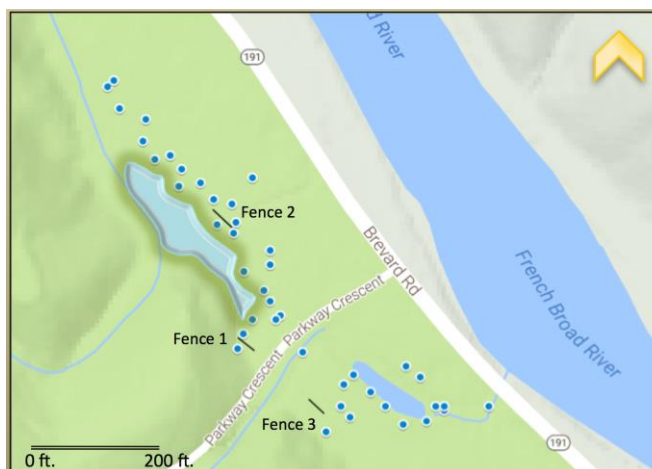 d River
191
Fence 2
Brevard Rd
French Broad River
Parkway Crescent
Fence 1
Parkway Crescent
Fence 3
191
0 ft.
200 ft.